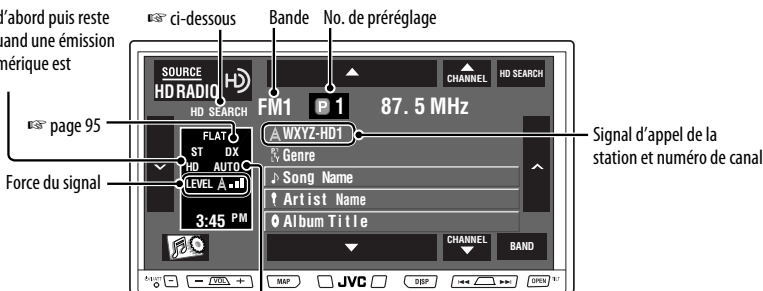 d'abord puis reste
quand une émission
mérique est
☞ ci-dessous
Bande
No. de préréglage
☞ page 95
Force du signal
Signal d'appel de la
station et numéro de canal
SOURCE
HD RADIO
HD SEARCH
CHANNEL
HD SEARCH
FM1 P 1 87.5 MHz
FLAT
ST DX
HD AUTO
LEVEL
3:45 PM
WXYZ-HD1
PTY Genre
Song Name
Artist Name
Album Title
CHANNEL
BAND
− VOL +
MAP
JVC
DISP
OPEN